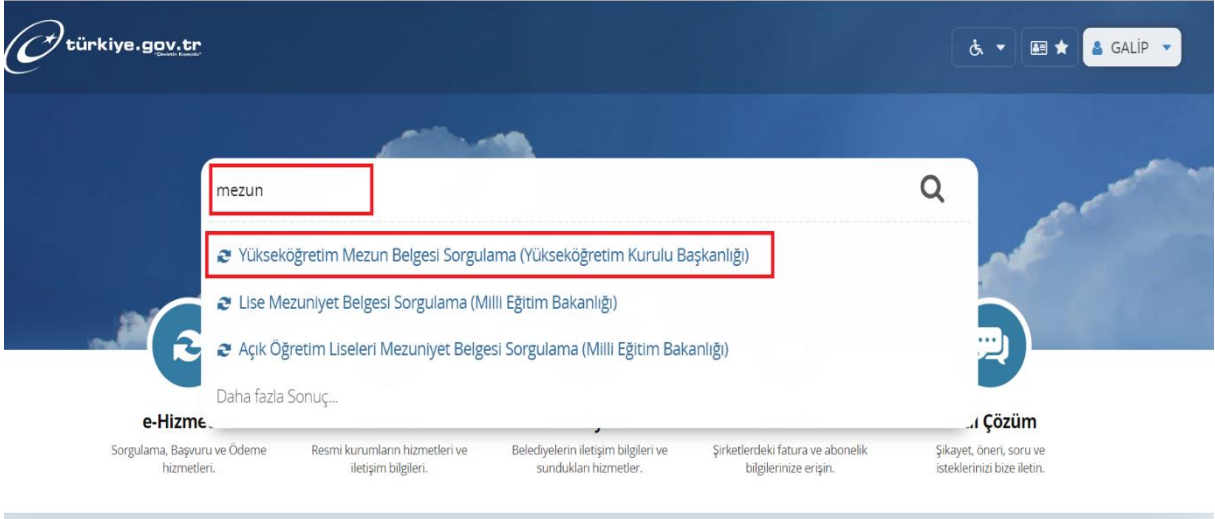 türkiye.gov.tr
GALİP
mezun
Yükseköğretim Mezun Belgesi Sorgulama (Yükseköğretim Kurulu Başkanlığı)
Lise Mezuniyet Belgesi Sorgulama (Milli Eğitim Bakanlığı)
Açık Öğretim Liseleri Mezuniyet Belgesi Sorgulama (Milli Eğitim Bakanlığı)
Daha fazla Sonuç...
e-Hizme
Çözüm
Sorgulama, Başvuru ve Ödeme
hizmetleri.
Resmi kurumların hizmetleri ve
iletişim bilgileri.
Belediyelerin iletişim bilgileri ve
sundukları hizmetler.
Şirketlerdeki fatura ve abonelik
bilgilerinize erişin.
Şikayet, öneri, soru ve
isteklerinizi bize iletin.